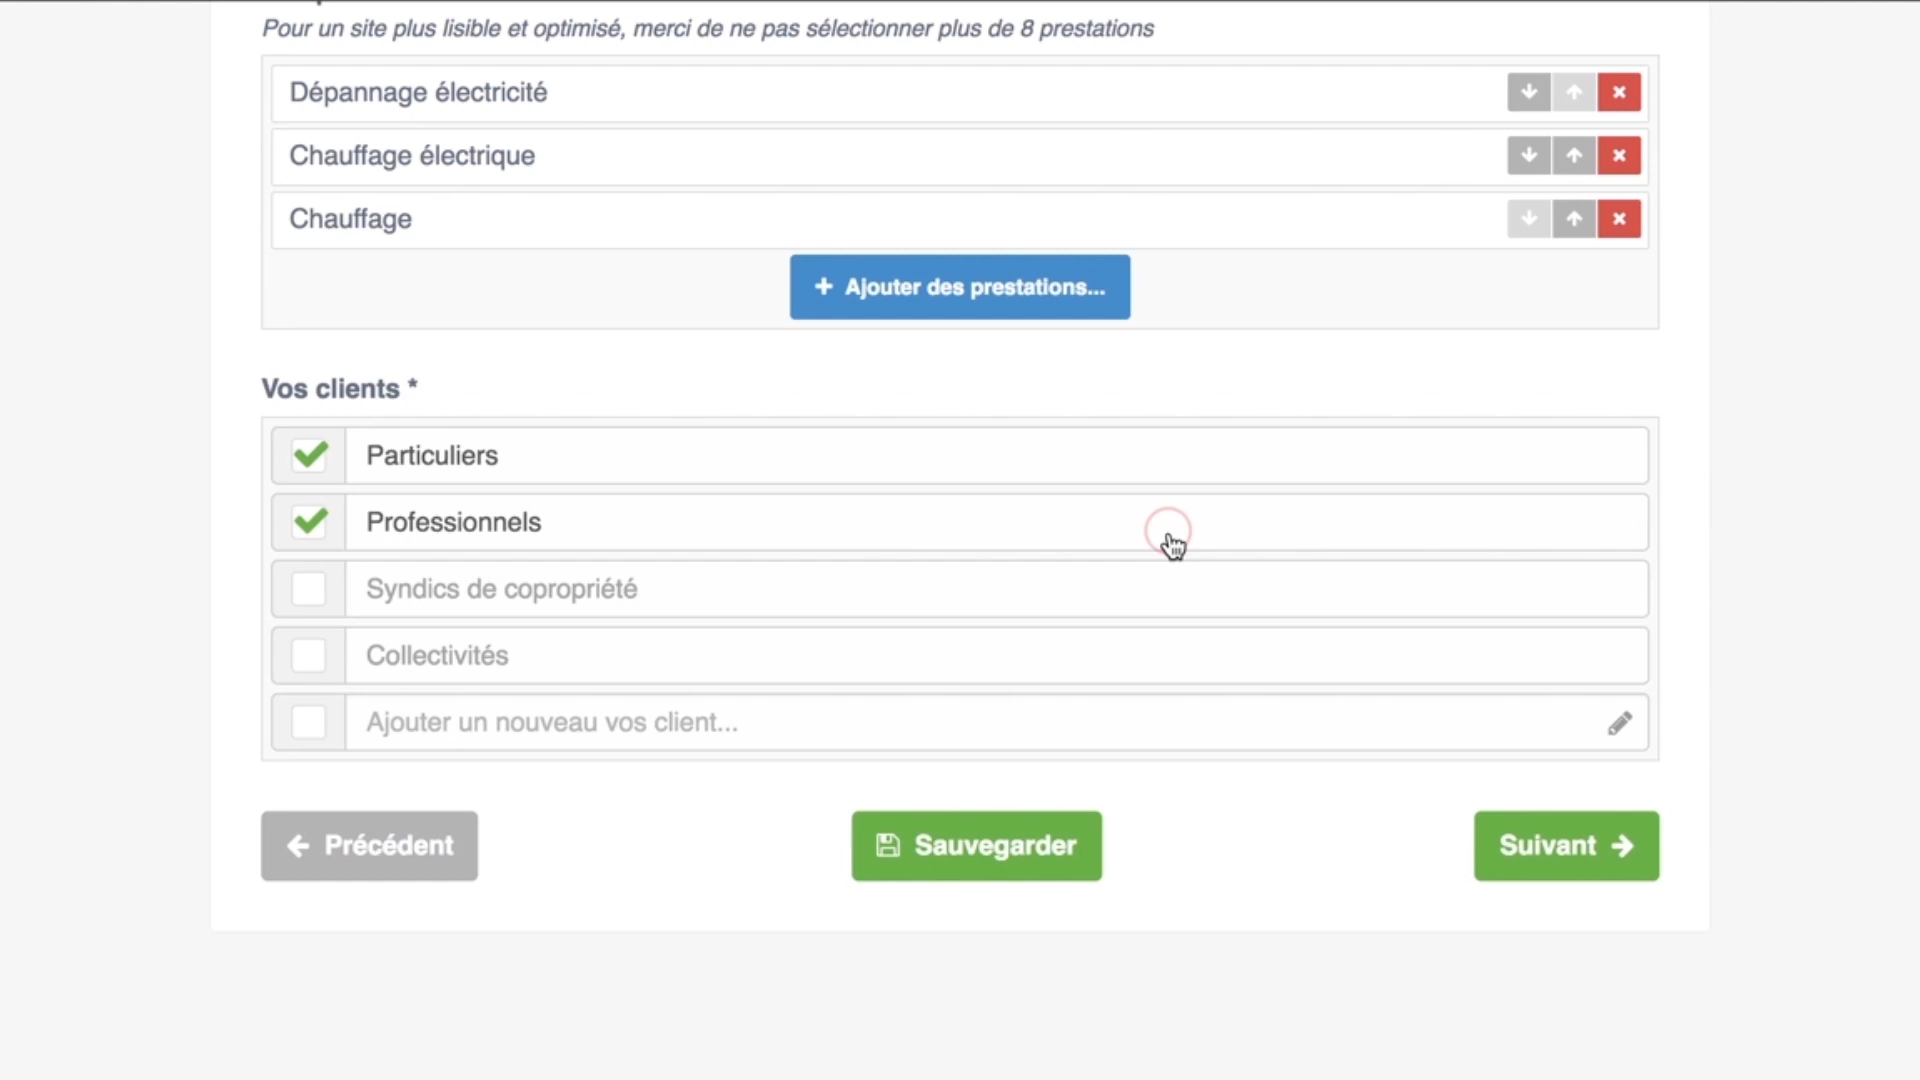 Pour un site plus lisible et optimisé, merci de ne pas sélectionner plus de 8 prestations
Dépannage électricité
Chauffage électrique
Chauffage
+ Ajouter des prestations...
Vos clients *
Particuliers
Professionnels
Syndics de copropriété
Collectivités
Ajouter un nouveau vos client...
Précédent
Sauvegarder
Suivant